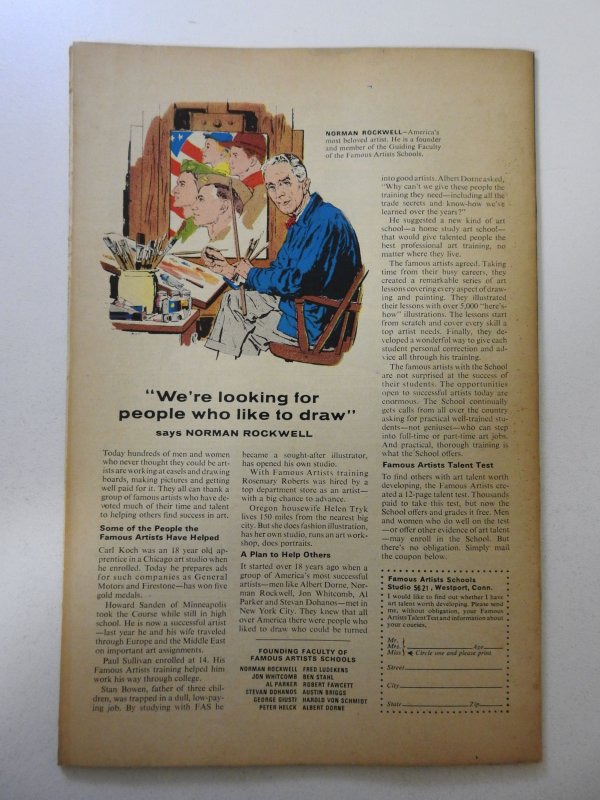 NORMAN ROCKWELL—America's
most beloved artist. He is a founder
and member of the Guiding Faculty
of the Famous Artists Schools.
"We're looking for
people who like to draw"
says NORMAN ROCKWELL
Today hundreds of men and women
who never thought they could be art-
ists are working at easels and drawing
boards, making pictures and getting
well paid for it. They all can thank a
group of famous artists who have de-
voted much of their time and talent
to helping others find success in art.
Some of the People the
Famous Artists Have Helped
Carl Koch was an 18 year old ap-
prentice in a Chicago art studio when
he enrolled. Today he prepares ads
for such companies as General
Motors and Firestone—has won five
gold medals.
Howard Sanden of Minneapolis
took the Course while still in high
school. He is now a successful artist
—last year he and his wife traveled
through Europe and the Middle East
on important art assignments.
Paul Sullivan enrolled at 14. His
Famous Artists training helped him
work his way through college.
Stan Bowen, father of three chil-
dren, was trapped in a dull, low-pay-
ing job. By studying with FAS he
became a sought-after illustrator,
has opened his own studio.
With Famous Artists training
Rosemary Roberts was hired by a
top department store as an artist—
with a big chance to advance.
Oregon housewife Helen Tryk
lives 150 miles from the nearest big
city. But she does fashion illustration,
has her own studio, runs an art work-
shop, does portraits.
A Plan to Help Others
It started over 18 years ago when a
group of America's most successful
artists—men like Albert Dorne, Nor-
man Rockwell, Jon Whitcomb, Al
Parker and Stevan Dohanos—met in
New York City. They knew that all
over America there were people who
liked to draw who could be turned
FOUNDING FACULTY OF
FAMOUS ARTISTS SCHOOLS
NORMAN ROCKWELL FRED LUDEKENS
JON WHITCOMB BEN STAHL
AL PARKER ROBERT FAWCETT
STEVAN DOHANOS AUSTIN BRIGGS
GEORGE GIUSTI HAROLD VON SCHMIDT
PETER HELCK ALBERT DORNE
into good artists. Albert Dorne asked,
"Why can't we give these people the
training they need—including all the
trade secrets and know-how we've
learned over the years?"
He suggested a new kind of art
school—a home study art school—
that would give talented people the
best professional art training, no
matter where they live.
The famous artists agreed. Taking
time from their busy careers, they
created a remarkable series of art
lessons covering every aspect of draw-
ing and painting. They illustrated
their lessons with over 5,000 "here's-
how" illustrations. The lessons start
from scratch and cover every skill a
top artist needs. Finally, they de-
veloped a wonderful way to give each
student personal correction and ad-
vice all through his training.
The famous artists with the School
are not surprised at the success of
their students. The opportunities
open to successful artists today are
enormous. The School continually
gets calls from all over the country
asking for practical well-trained stu-
dents—not geniuses—who can step
into full-time or part-time art jobs.
And practical, thorough training is
what the School offers.
Famous Artists Talent Test
To find others with art talent worth
developing, the Famous Artists cre-
ated a 12-page talent test. Thousands
paid to take this test, but now the
School offers and grades it free. Men
and women who do well on the test
—or offer other evidence of art talent
—may enroll in the School. But
there's no obligation. Simply mail
the coupon below.
Famous Artists Schools
Studio 5621, Westport, Conn.
I would like to find out whether I have
art talent worth developing. Please send
me, without obligation, your Famous
Artists Talent Test and information about
your courses.
Mr.
Mrs. Age
Miss Circle one and please print
Street
City
State Zip